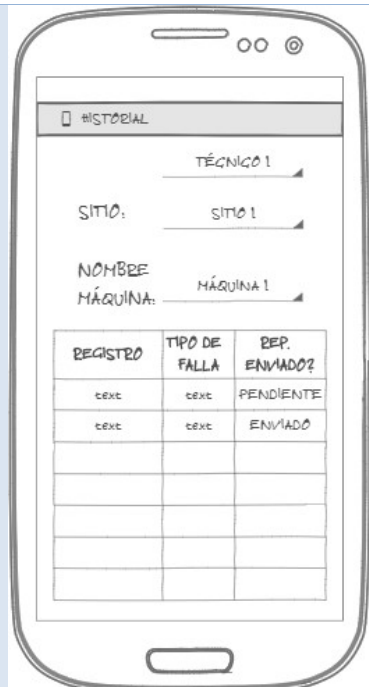 HISTORIAL
TÉCNICO 1
SITIO: SITIO 1
NOMBRE
MÁQUINA: MÁQUINA 1
REGISTRO TIPO DE FALLA REP. ENVIADO?
text text PENDIENTE
text text ENVIADO